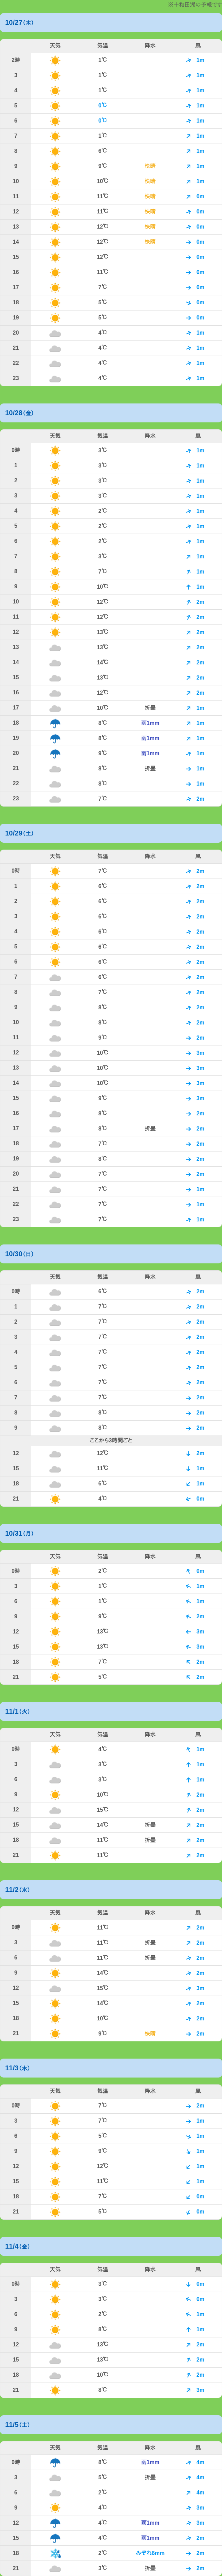 ※十和田湖の予報です
10/27(木)
天気 気温 降水 風
2時 1℃ 1m
3 1℃ 1m
4 1℃ 1m
5 0℃ 1m
6 0℃ 1m
7 1℃ 1m
8 6℃ 1m
9 9℃ 快晴 1m
10 10℃ 快晴 1m
11 11℃ 快晴 0m
12 11℃ 快晴 0m
13 12℃ 快晴 0m
14 12℃ 快晴 0m
15 12℃ 0m
16 11℃ 0m
17 7℃ 0m
18 5℃ 0m
19 5℃ 0m
20 4℃ 1m
21 4℃ 1m
22 4℃ 1m
23 4℃ 1m
10/28(金)
天気 気温 降水 風
0時 3℃ 1m
1 3℃ 1m
2 3℃ 1m
3 3℃ 1m
4 2℃ 1m
5 2℃ 1m
6 2℃ 1m
7 3℃ 1m
8 7℃ 1m
9 10℃ 1m
10 12℃ 2m
11 12℃ 2m
12 13℃ 2m
13 13℃ 2m
14 14℃ 2m
15 13℃ 2m
16 12℃ 2m
17 10℃ 折畳 1m
18 8℃ 雨1mm 1m
19 8℃ 雨1mm 1m
20 9℃ 雨1mm 1m
21 8℃ 折畳 1m
22 8℃ 1m
23 7℃ 2m
10/29(土)
天気 気温 降水 風
0時 7℃ 2m
1 6℃ 2m
2 6℃ 2m
3 6℃ 2m
4 6℃ 2m
5 6℃ 2m
6 6℃ 2m
7 6℃ 2m
8 7℃ 2m
9 8℃ 2m
10 8℃ 2m
11 9℃ 2m
12 10℃ 3m
13 10℃ 3m
14 10℃ 3m
15 9℃ 3m
16 8℃ 2m
17 8℃ 折畳 2m
18 7℃ 2m
19 8℃ 2m
20 7℃ 2m
21 7℃ 1m
22 7℃ 1m
23 7℃ 1m
10/30(日)
天気 気温 降水 風
0時 6℃ 2m
1 7℃ 2m
2 7℃ 2m
3 7℃ 2m
4 7℃ 2m
5 7℃ 2m
6 7℃ 2m
7 7℃ 2m
8 8℃ 2m
9 8℃ 2m
ここから3時間ごと
12 12℃ 2m
15 11℃ 1m
18 6℃ 1m
21 4℃ 0m
10/31(月)
天気 気温 降水 風
0時 2℃ 0m
3 1℃ 1m
6 1℃ 1m
9 9℃ 2m
12 13℃ 3m
15 13℃ 3m
18 7℃ 2m
21 5℃ 2m
11/1(火)
天気 気温 降水 風
0時 4℃ 1m
3 3℃ 1m
6 3℃ 1m
9 10℃ 2m
12 15℃ 2m
15 14℃ 折畳 2m
18 11℃ 折畳 2m
21 11℃ 2m
11/2(水)
天気 気温 降水 風
0時 11℃ 2m
3 11℃ 折畳 2m
6 11℃ 折畳 2m
9 14℃ 2m
12 15℃ 3m
15 14℃ 2m
18 10℃ 2m
21 9℃ 快晴 2m
11/3(木)
天気 気温 降水 風
0時 7℃ 2m
3 7℃ 1m
6 5℃ 1m
9 9℃ 1m
12 12℃ 1m
15 11℃ 1m
18 7℃ 0m
21 5℃ 0m
11/4(金)
天気 気温 降水 風
0時 3℃ 0m
3 3℃ 0m
6 2℃ 1m
9 8℃ 1m
12 13℃ 2m
15 13℃ 2m
18 10℃ 2m
21 8℃ 3m
11/5(土)
天気 気温 降水 風
0時 8℃ 雨1mm 4m
3 5℃ 折畳 4m
6 2℃ 4m
9 4℃ 3m
12 4℃ 雨1mm 3m
15 4℃ 雨1mm 2m
18 2℃ みぞれ6mm 2m
21 3℃ 折畳 2m